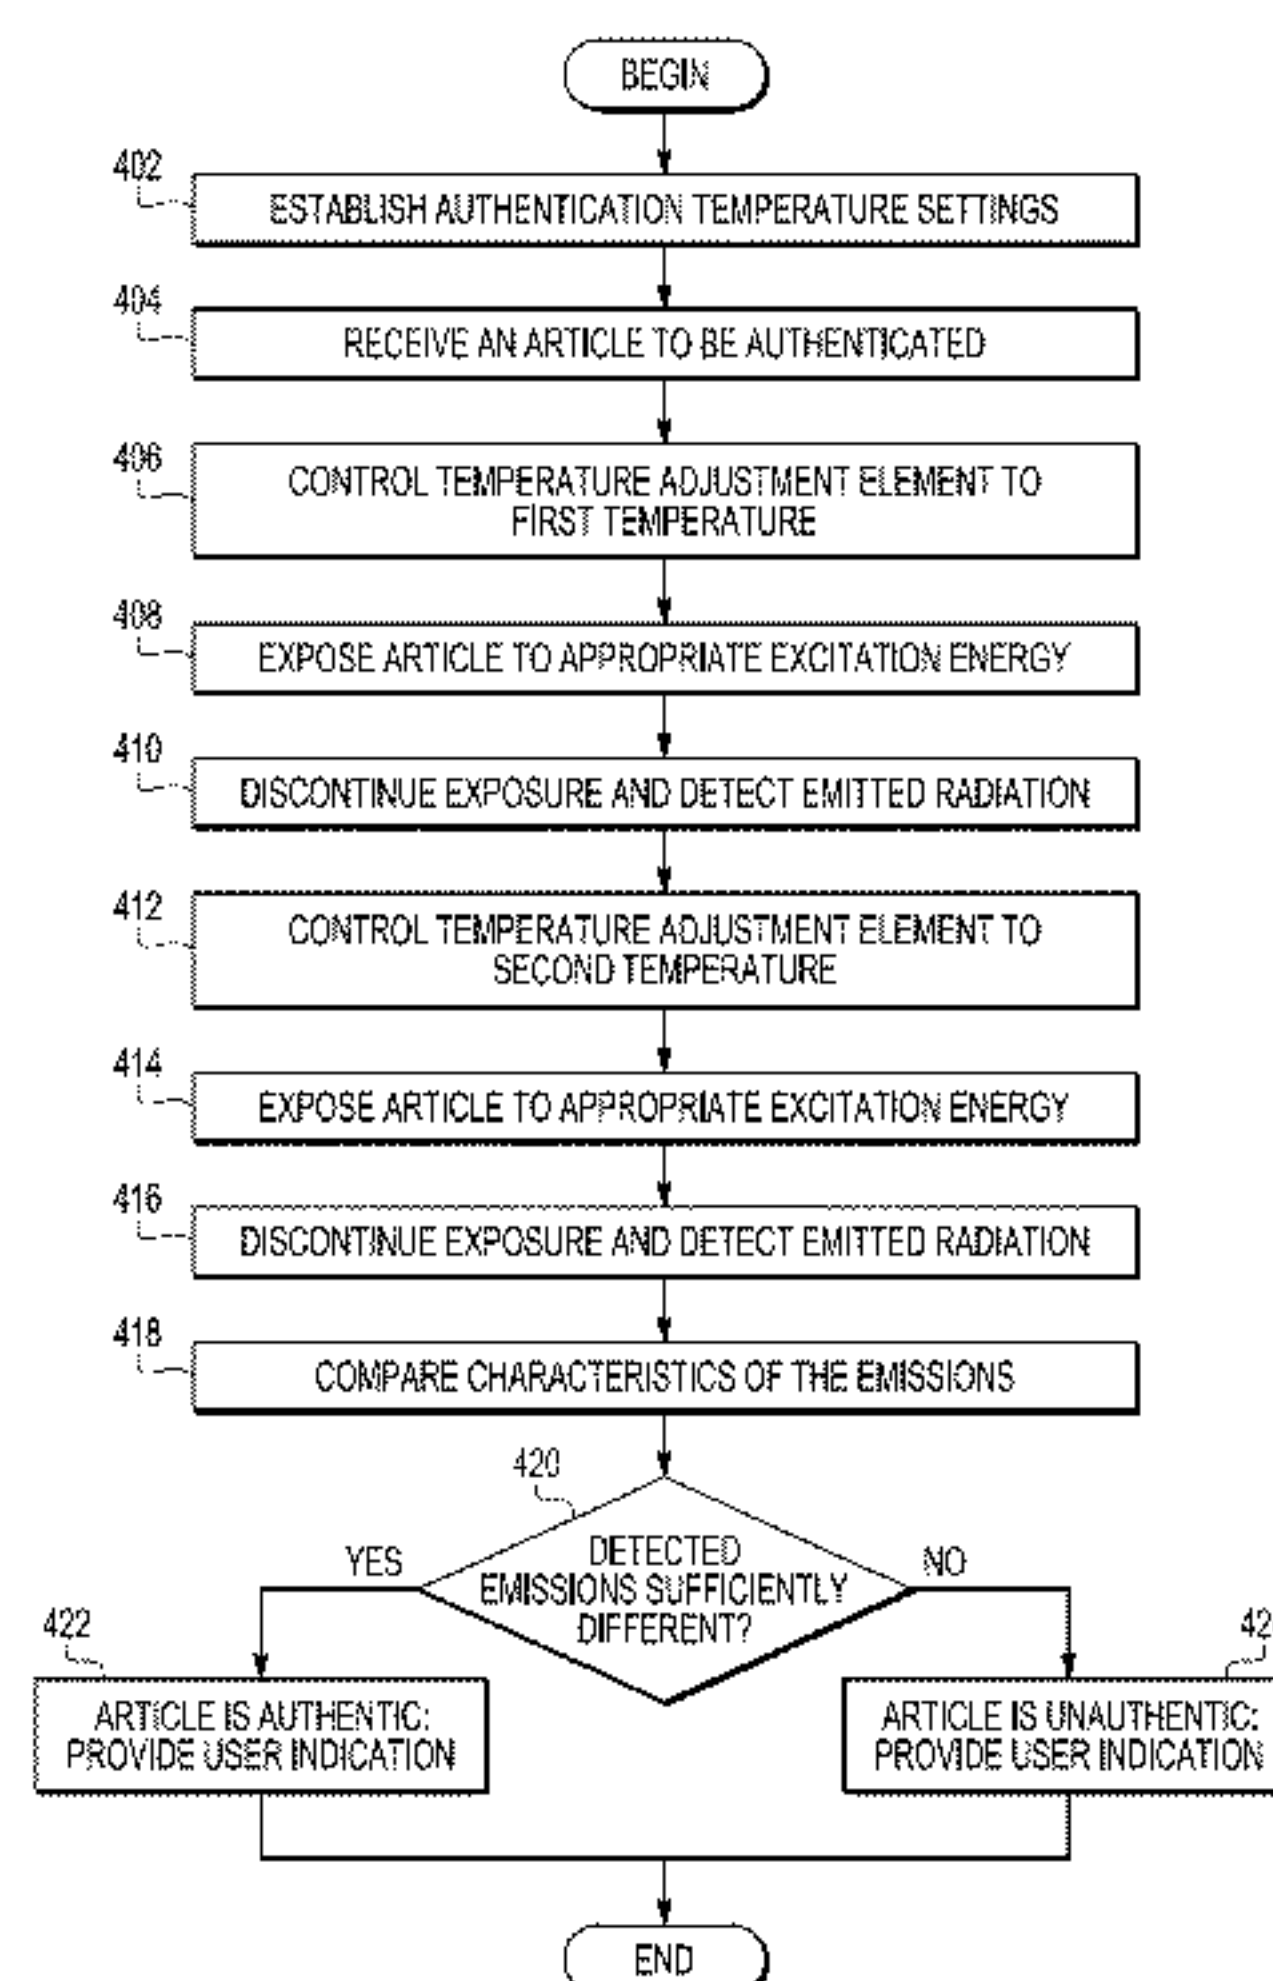 BEGIN
402
ESTABLISH AUTHENTICATION TEMPERATURE SETTINGS
404
RECEIVE AN ARTICLE TO BE AUTHENTICATED
406
CONTROL TEMPERATURE ADJUSTMENT ELEMENT TO
FIRST TEMPERATURE
408
EXPOSE ARTICLE TO APPROPRIATE EXCITATION ENERGY
410
DISCONTINUE EXPOSURE AND DETECT EMITTED RADIATION
412
CONTROL TEMPERATURE ADJUSTMENT ELEMENT TO
SECOND TEMPERATURE
414
EXPOSE ARTICLE TO APPROPRIATE EXCITATION ENERGY
416
DISCONTINUE EXPOSURE AND DETECT EMITTED RADIATION
418
COMPARE CHARACTERISTICS OF THE EMISSIONS
420
DETECTED
EMISSIONS SUFFICIENTLY
DIFFERENT?
YES
NO
422
ARTICLE IS AUTHENTIC:
PROVIDE USER INDICATION
ARTICLE IS UNAUTHENTIC:
PROVIDE USER INDICATION
END